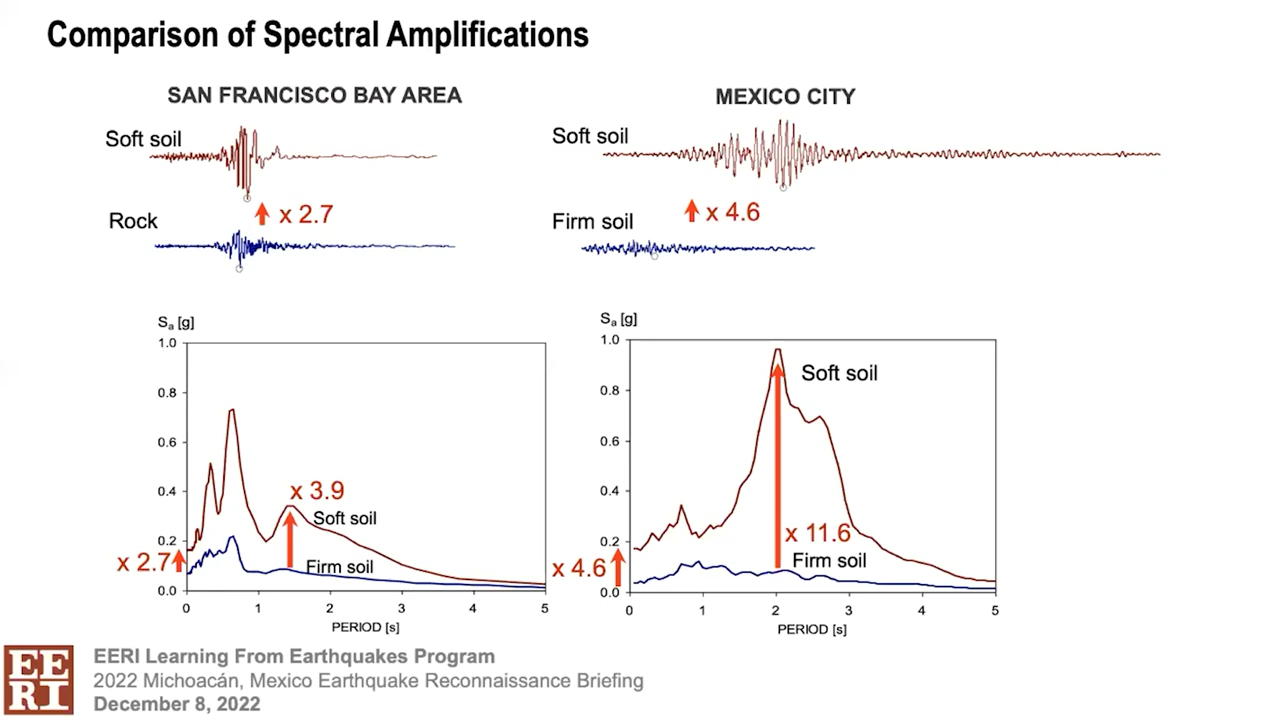 Comparison of Spectral Amplifications
SAN FRANCISCO BAY AREA
Soft soil
x 2.7
Rock
MEXICO CITY
Soft soil
x 4.6
Firm soil
Sa [g]
1.0
0.8
0.6
0.4
0.2
0.0
x 3.9
Soft soil
x 2.7
Firm soil
0 1 2 3 4 5
PERIOD [s]
Sa [g]
1.0
0.8
0.6
0.4
0.2
0.0
Soft soil
x 11.6
Firm soil
x 4.6
0 1 2 3 4 5
PERIOD [s]
EE
RI
EERI Learning From Earthquakes Program
2022 Michoacán, Mexico Earthquake Reconnaissance Briefing
December 8, 2022